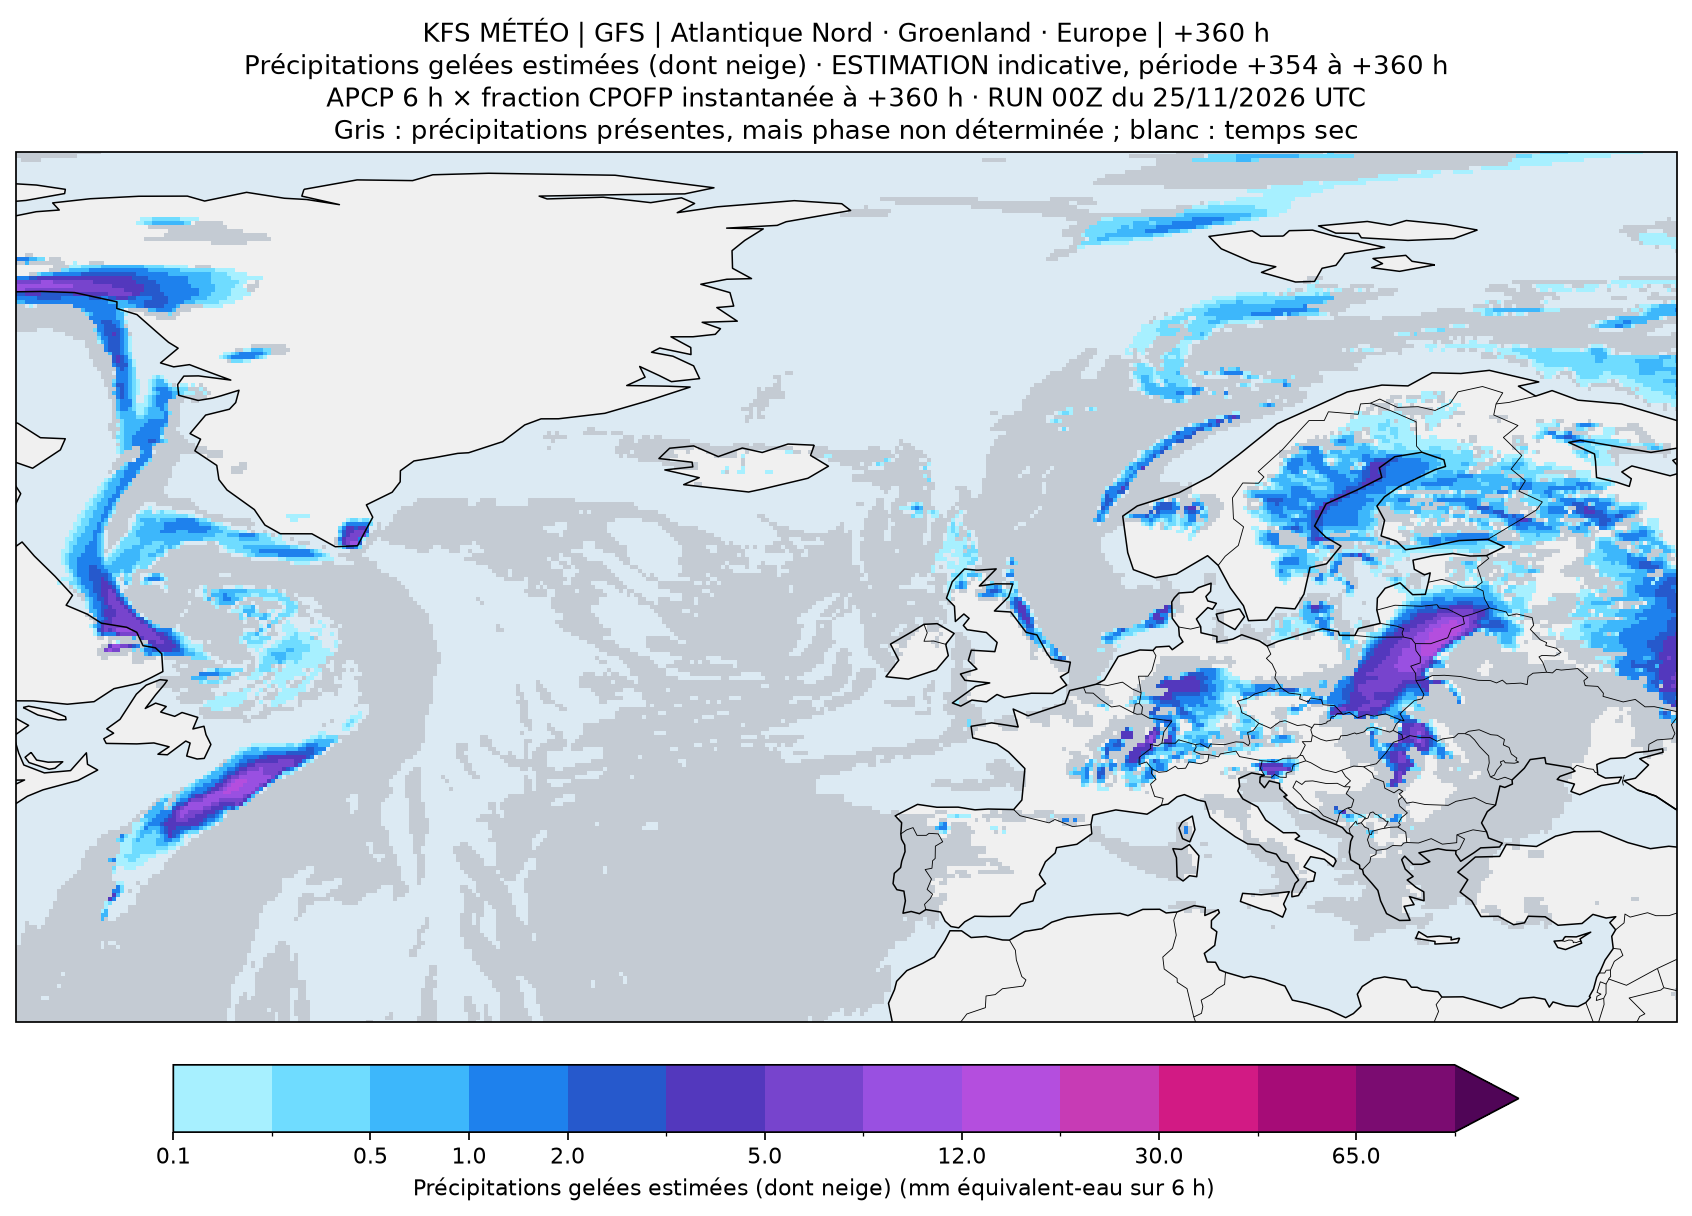 KFS MÉTÉO | GFS | Atlantique Nord · Groenland · Europe | +360 h
Précipitations gelées estimées (dont neige) · ESTIMATION indicative, période +354 à +360 h
APCP 6 h × fraction CPOFP instantanée à +360 h · RUN 00Z du 25/11/2026 UTC
Gris : précipitations présentes, mais phase non déterminée ; blanc : temps sec
0.1 0.5 1.0 2.0 5.0 12.0 30.0 65.0
Précipitations gelées estimées (dont neige) (mm équivalent-eau sur 6 h)